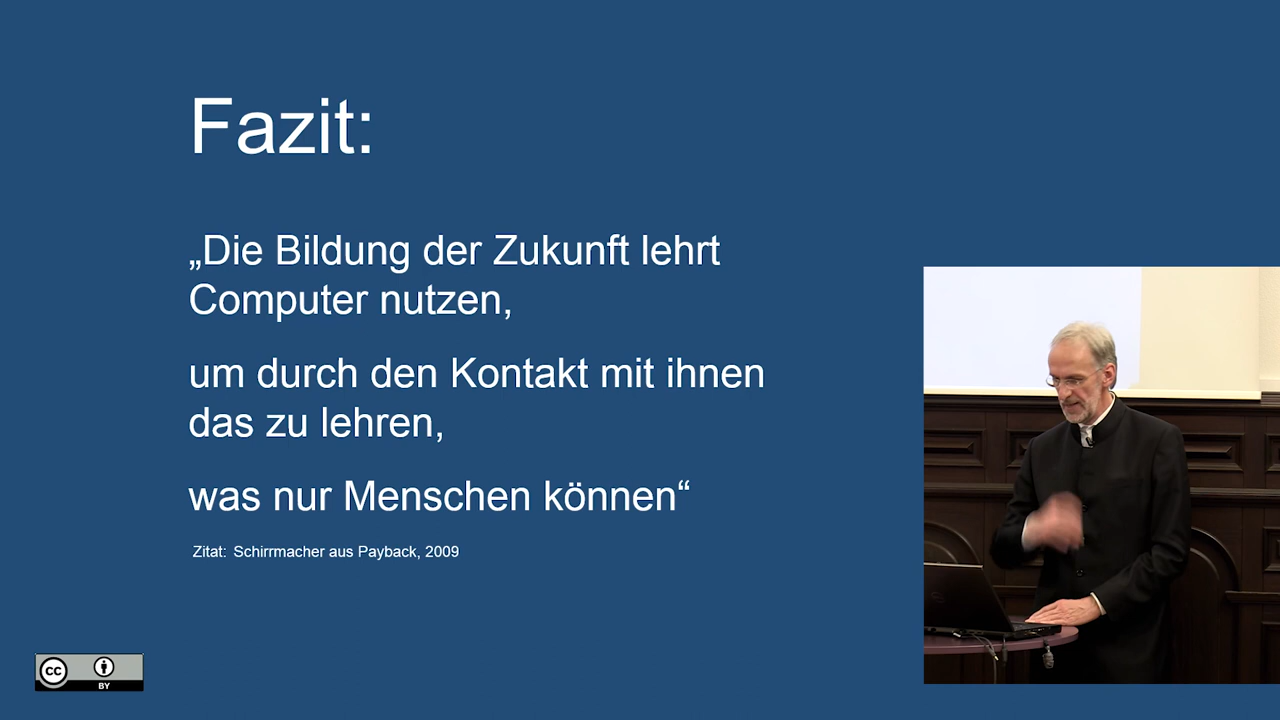 Fazit:
„Die Bildung der Zukunft lehrt
Computer nutzen,
um durch den Kontakt mit ihnen
das zu lehren,
was nur Menschen können“
Zitat: Schirrmacher aus Payback, 2009
cc
BY